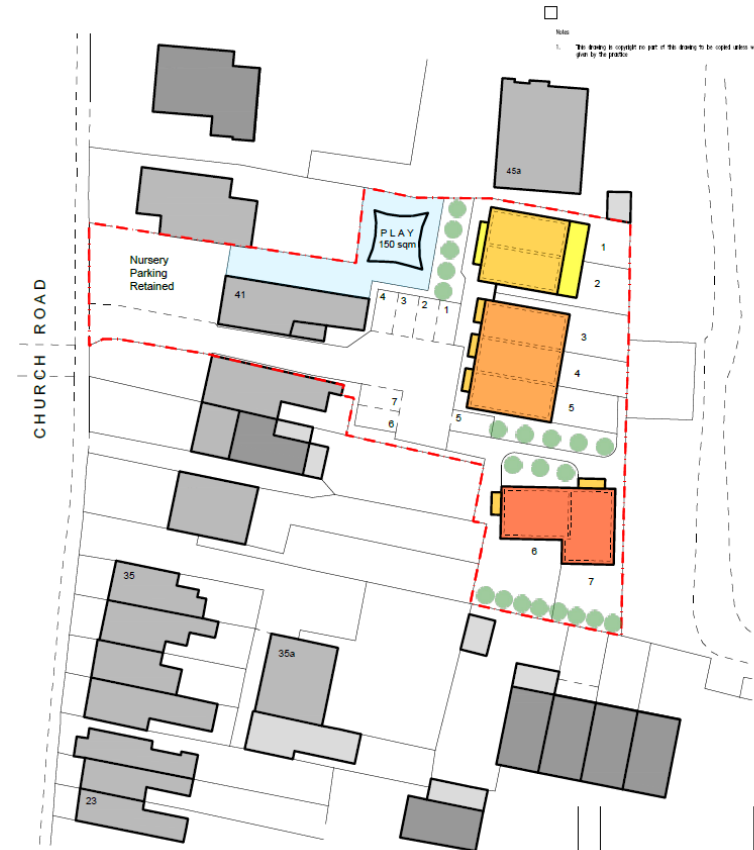 Notes
1. This drawing is copyright no part of this drawing to be copied unless
given by the practice
45a
PLAY
150 sqm
1
2
Nursery
Parking
Retained
41
4 3 2 1
3
4
5
CHURCH ROAD
7
6
5
6
7
35
35a
23